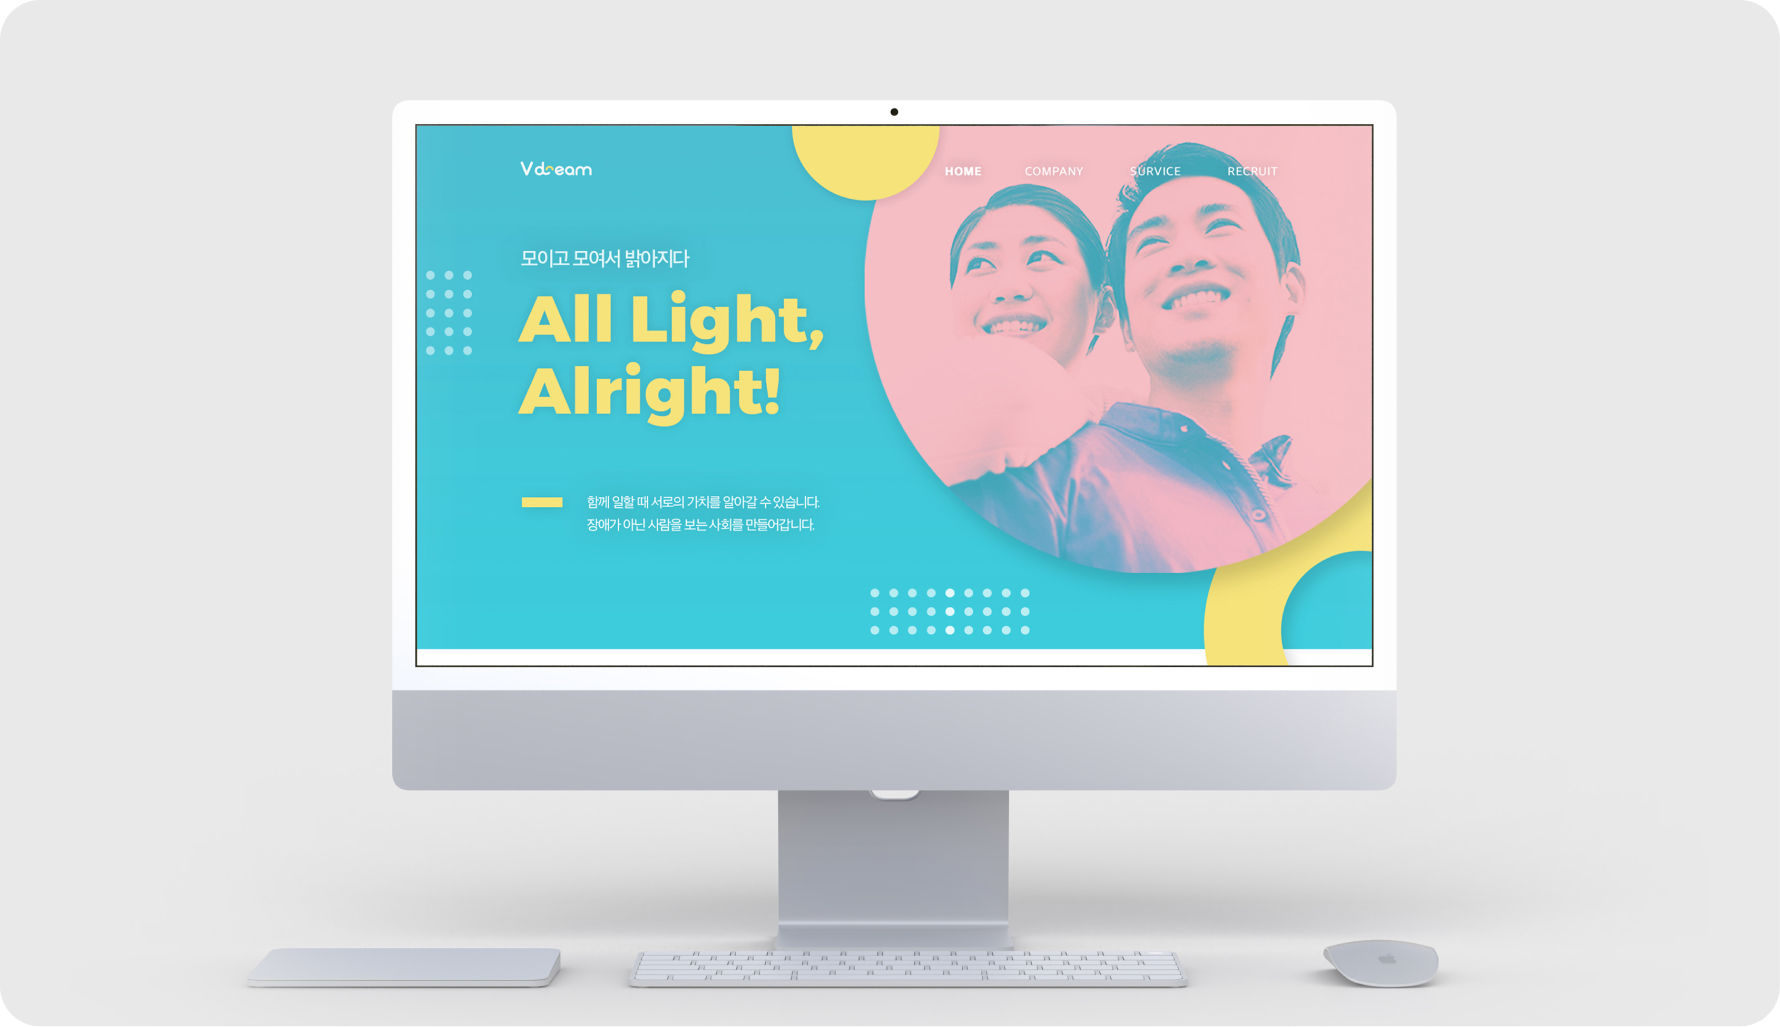 Vdream
HOME COMPANY SURVICE RECRUIT
모이고 모여서 밝아지다
All Light,
Alright!
함께 일할 때 서로의 가치를 알아갈 수 있습니다.
장애가 아닌 사람을 보는 사회를 만들어갑니다.